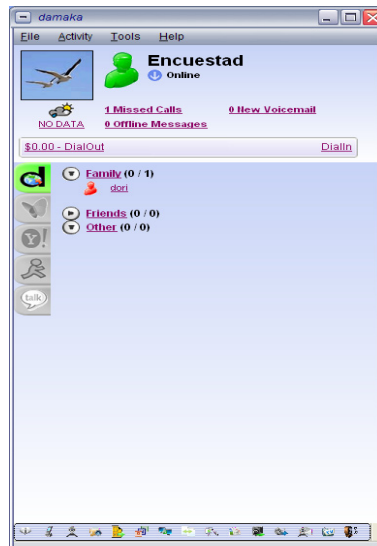 damaka
File Activity Tools Help
Encuestad
Online
1 Missed Calls 0 New Voicemail
NO DATA 0 Offline Messages
$0.00 - DialOut DialIn
d
Family (0 / 1)
dori
Friends (0 / 0)
Y!
Other (0 / 0)
talk